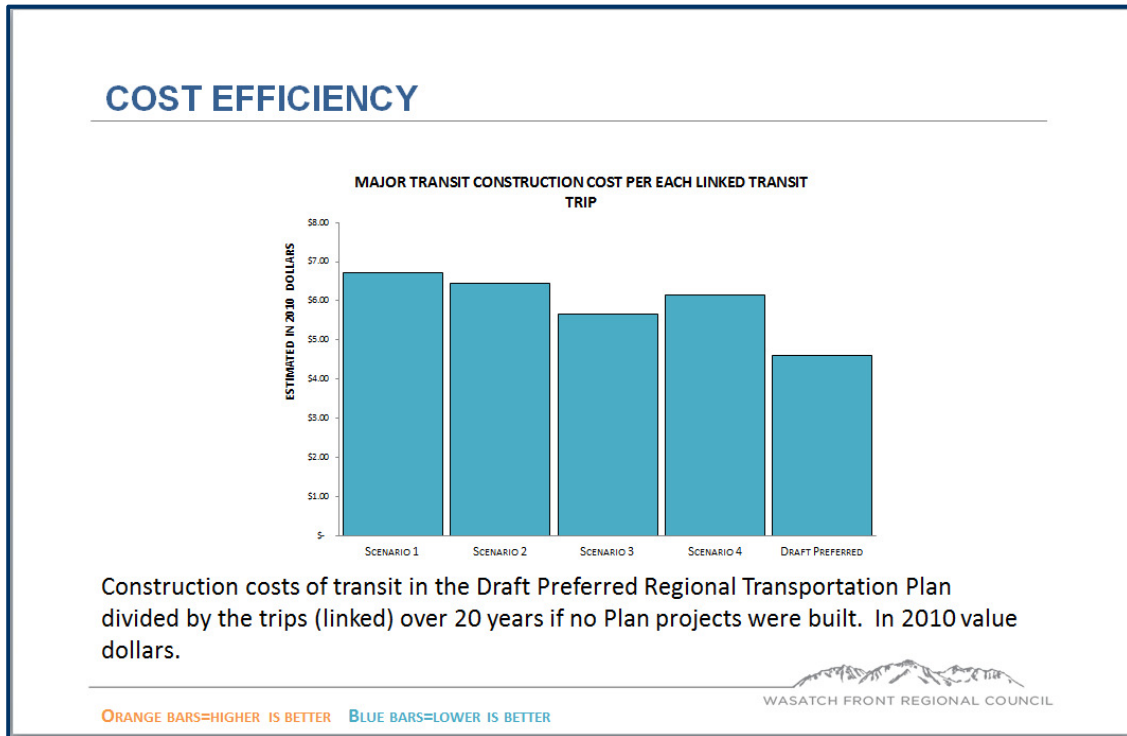 COST EFFICIENCY
MAJOR TRANSIT CONSTRUCTION COST PER EACH LINKED TRANSIT
TRIP
ESTIMATED IN 2010 DOLLARS
$8.00
$7.00
$6.00
$5.00
$4.00
$3.00
$2.00
$1.00
$-
SCENARIO 1 SCENARIO 2 SCENARIO 3 SCENARIO 4 DRAFT PREFERRED
Construction costs of transit in the Draft Preferred Regional Transportation Plan
divided by the trips (linked) over 20 years if no Plan projects were built. In 2010 value
dollars.
WASATCH FRONT REGIONAL COUNCIL
ORANGE BARS=HIGHER IS BETTER BLUE BARS=LOWER IS BETTER